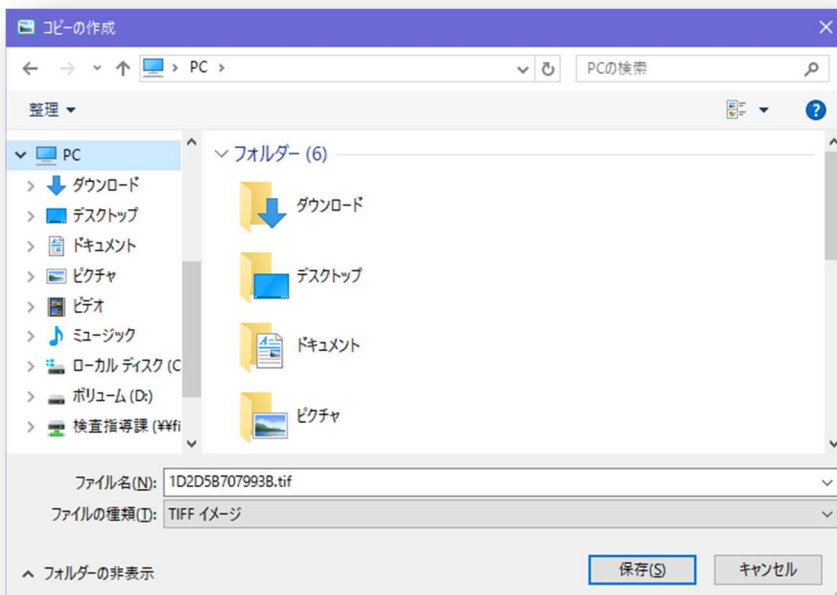 コピーの作成
PC
PCの検索
整理
PC
ダウンロード
デスクトップ
ドキュメント
ピクチャ
ビデオ
ミュージック
ローカル ディスク (C
ボリューム (D:)
検査指導課 (¥¥fi
フォルダー (6)
ダウンロード
デスクトップ
ドキュメント
ピクチャ
ファイル名(N): 1D2D5B707993B.tif
ファイルの種類(T): TIFF イメージ
フォルダーの非表示
保存(S) キャンセル